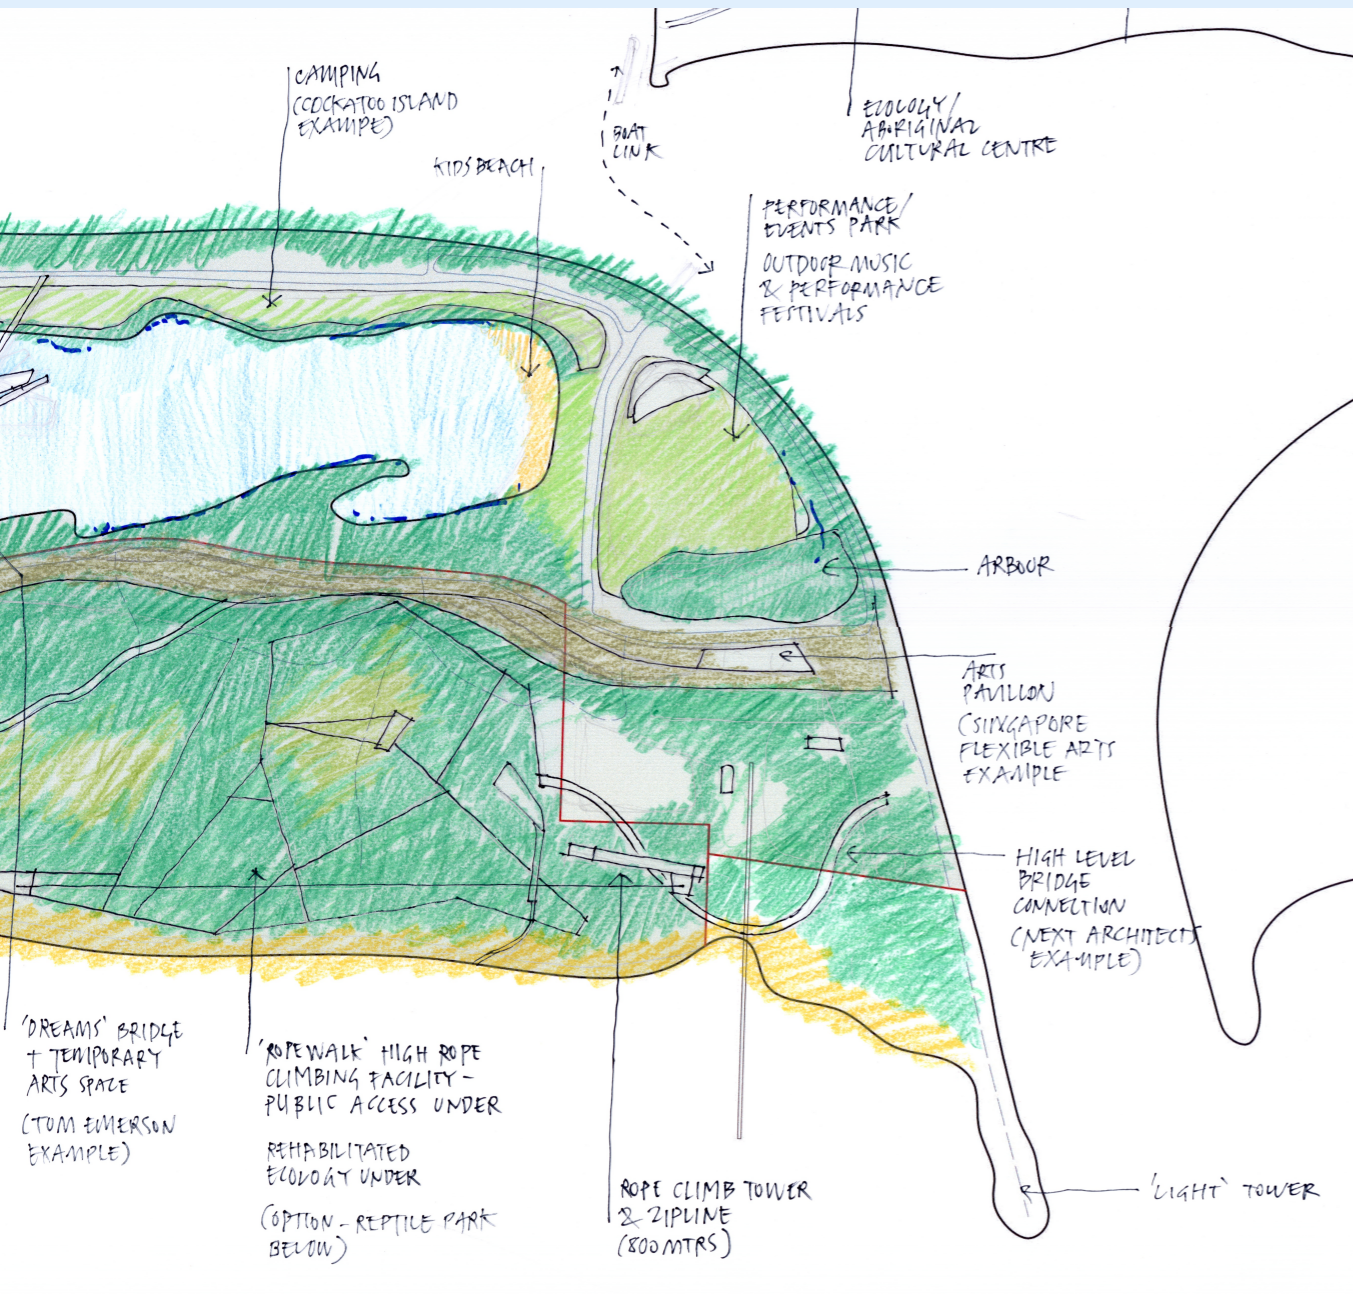 CAMPING
(COCKATOO ISLAND
EXAMPE)
KIDS BEACH
BOAT
LINK
ECOLOGY/
ABORIGINAL
CULTURAL CENTRE
PERFORMANCE/
EVENTS PARK
OUTDOOR MUSIC
& PERFORMANCE
FESTIVALS
ARBOUR
ARTS
PAVILLON
(SINGAPORE
FLEXIBLE ARTS
EXAMPLE
HIGH LEVEL
BRIDGE
CONNECTION
(NEXT ARCHITECTS
EXAMPLE)
'DREAMS' BRIDGE
+ TEMPORARY
ARTS SPACE
(TOM EMERSON
EXAMPLE)
'ROPEWALK' HIGH ROPE
CLIMBING FACILITY -
PUBLIC ACCESS UNDER
REHABILITATED
ECOLOGY UNDER
(OPTION - REPTILE PARK
BELOW)
ROPE CLIMB TOWER
& ZIPLINE
(800 MTRS)
'LIGHT' TOWER